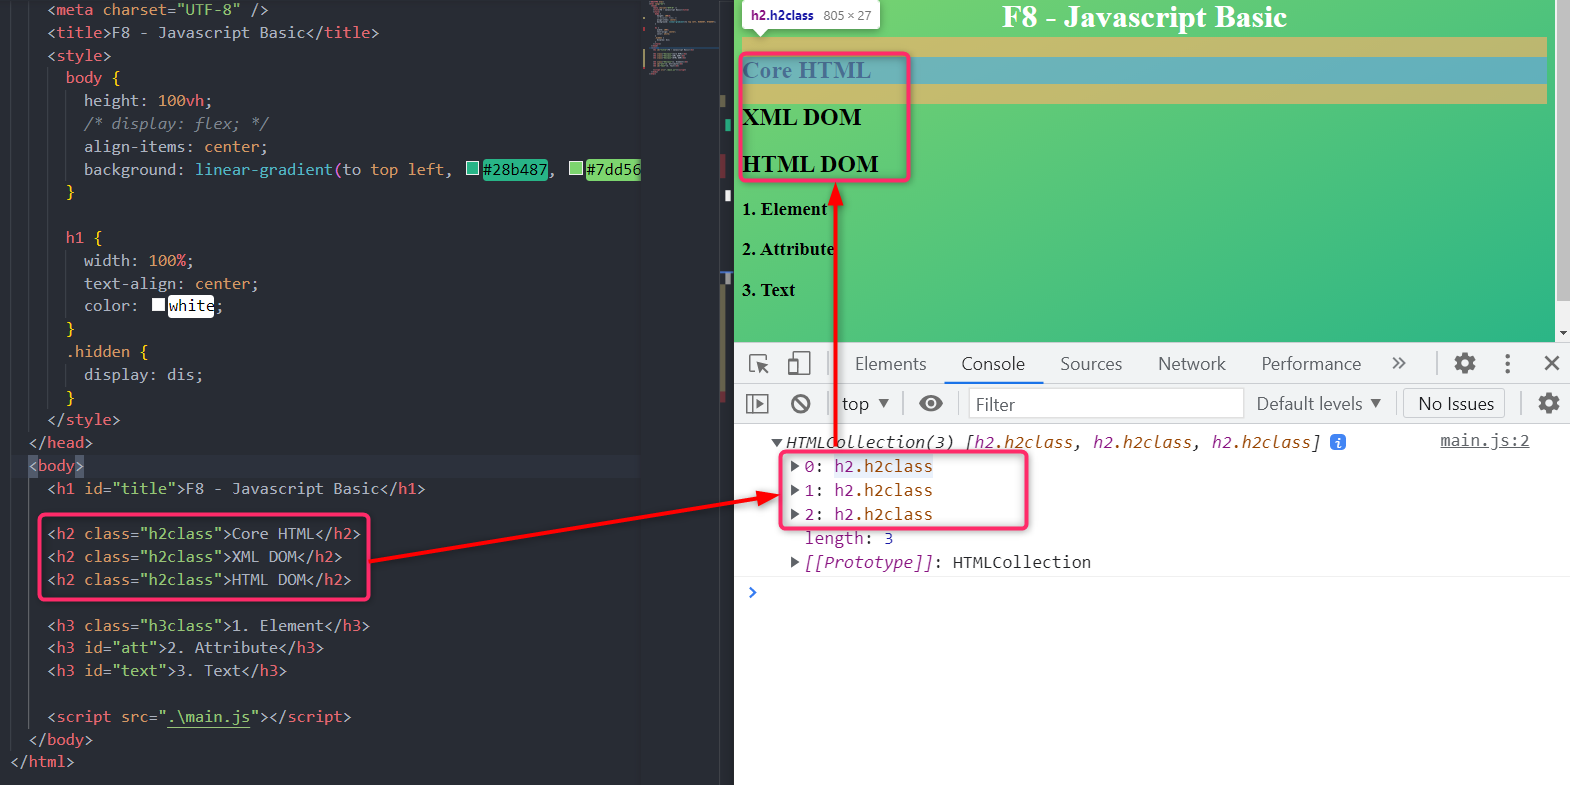 <meta charset="UTF-8" />
<title>F8 - Javascript Basic</title>
<style>
body {
height: 100vh;
/* display: flex; */
align-items: center;
background: linear-gradient(to top left, #28b487, #7dd56
}
h1 {
width: 100%;
text-align: center;
color: white;
}
.hidden {
display: dis;
}
</style>
</head>
<body>
<h1 id="title">F8 - Javascript Basic</h1>
<h2 class="h2class">Core HTML</h2>
<h2 class="h2class">XML DOM</h2>
<h2 class="h2class">HTML DOM</h2>
<h3 class="h3class">1. Element</h3>
<h3 id="att">2. Attribute</h3>
<h3 id="text">3. Text</h3>
<script src=".\main.js"></script>
</body>
</html>
h2.h2class 805 × 27
F8 - Javascript Basic
Core HTML
XML DOM
HTML DOM
1. Element
2. Attribute
3. Text
Elements Console Sources Network Performance »
top ▼ Filter Default levels ▼ No Issues
▼HTMLCollection(3) [h2.h2class, h2.h2class, h2.h2class] i main.js:2
▶0: h2.h2class
▶1: h2.h2class
▶2: h2.h2class
length: 3
▶[[Prototype]]: HTMLCollection
>